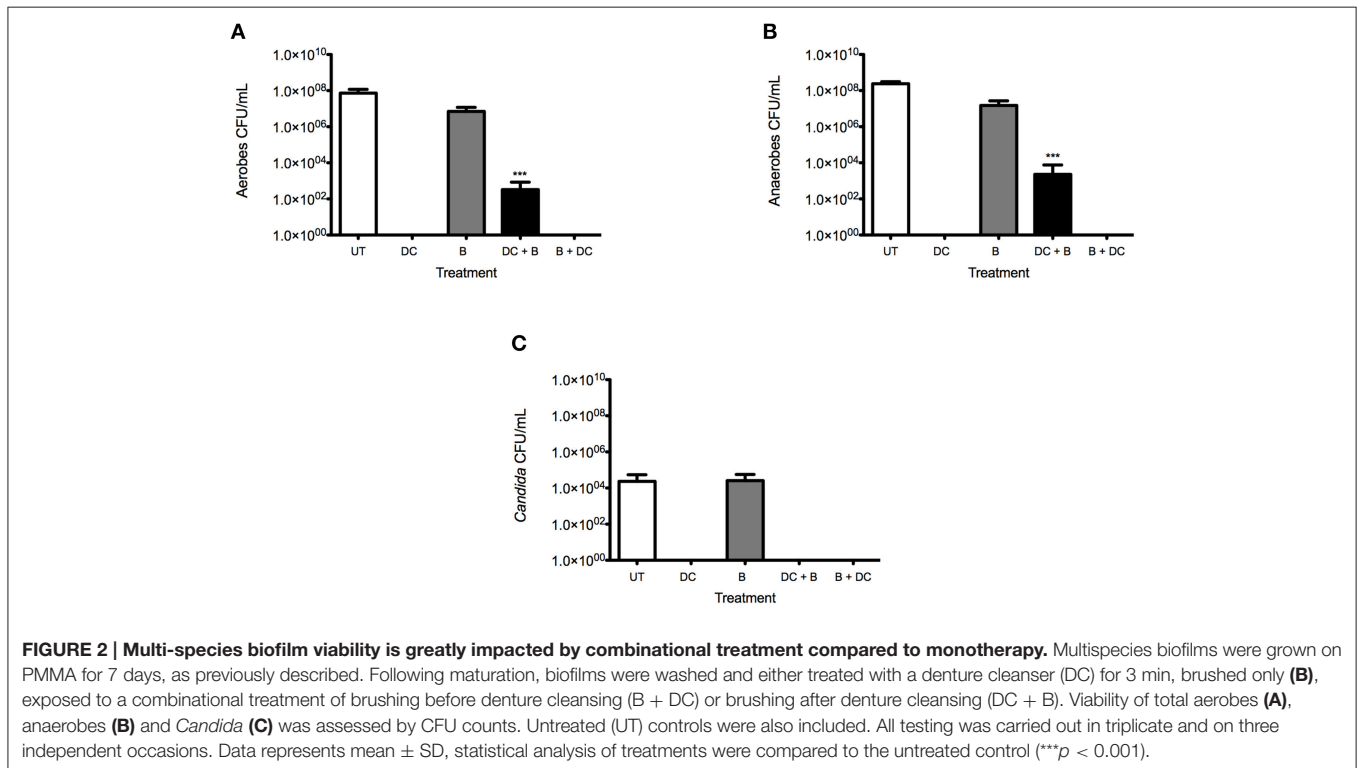 A
Aerobes CFU/mL
1.0×10^10
1.0×10^08
1.0×10^06
1.0×10^04
1.0×10^02
1.0×10^00
***
UT DC B DC + B B + DC
Treatment
B
Anaerobes CFU/mL
1.0×10^10
1.0×10^08
1.0×10^06
1.0×10^04
1.0×10^02
1.0×10^00
***
UT DC B DC + B B + DC
Treatment
C
Candida CFU/mL
1.0×10^10
1.0×10^08
1.0×10^06
1.0×10^04
1.0×10^02
1.0×10^00
UT DC B DC + B B + DC
Treatment
FIGURE 2 | Multi-species biofilm viability is greatly impacted by combinational treatment compared to monotherapy. Multispecies biofilms were grown on
PMMA for 7 days, as previously described. Following maturation, biofilms were washed and either treated with a denture cleanser (DC) for 3 min, brushed only (B),
exposed to a combinational treatment of brushing before denture cleansing (B + DC) or brushing after denture cleansing (DC + B). Viability of total aerobes (A),
anaerobes (B) and Candida (C) was assessed by CFU counts. Untreated (UT) controls were also included. All testing was carried out in triplicate and on three
independent occasions. Data represents mean ± SD, statistical analysis of treatments were compared to the untreated control (***p < 0.001).